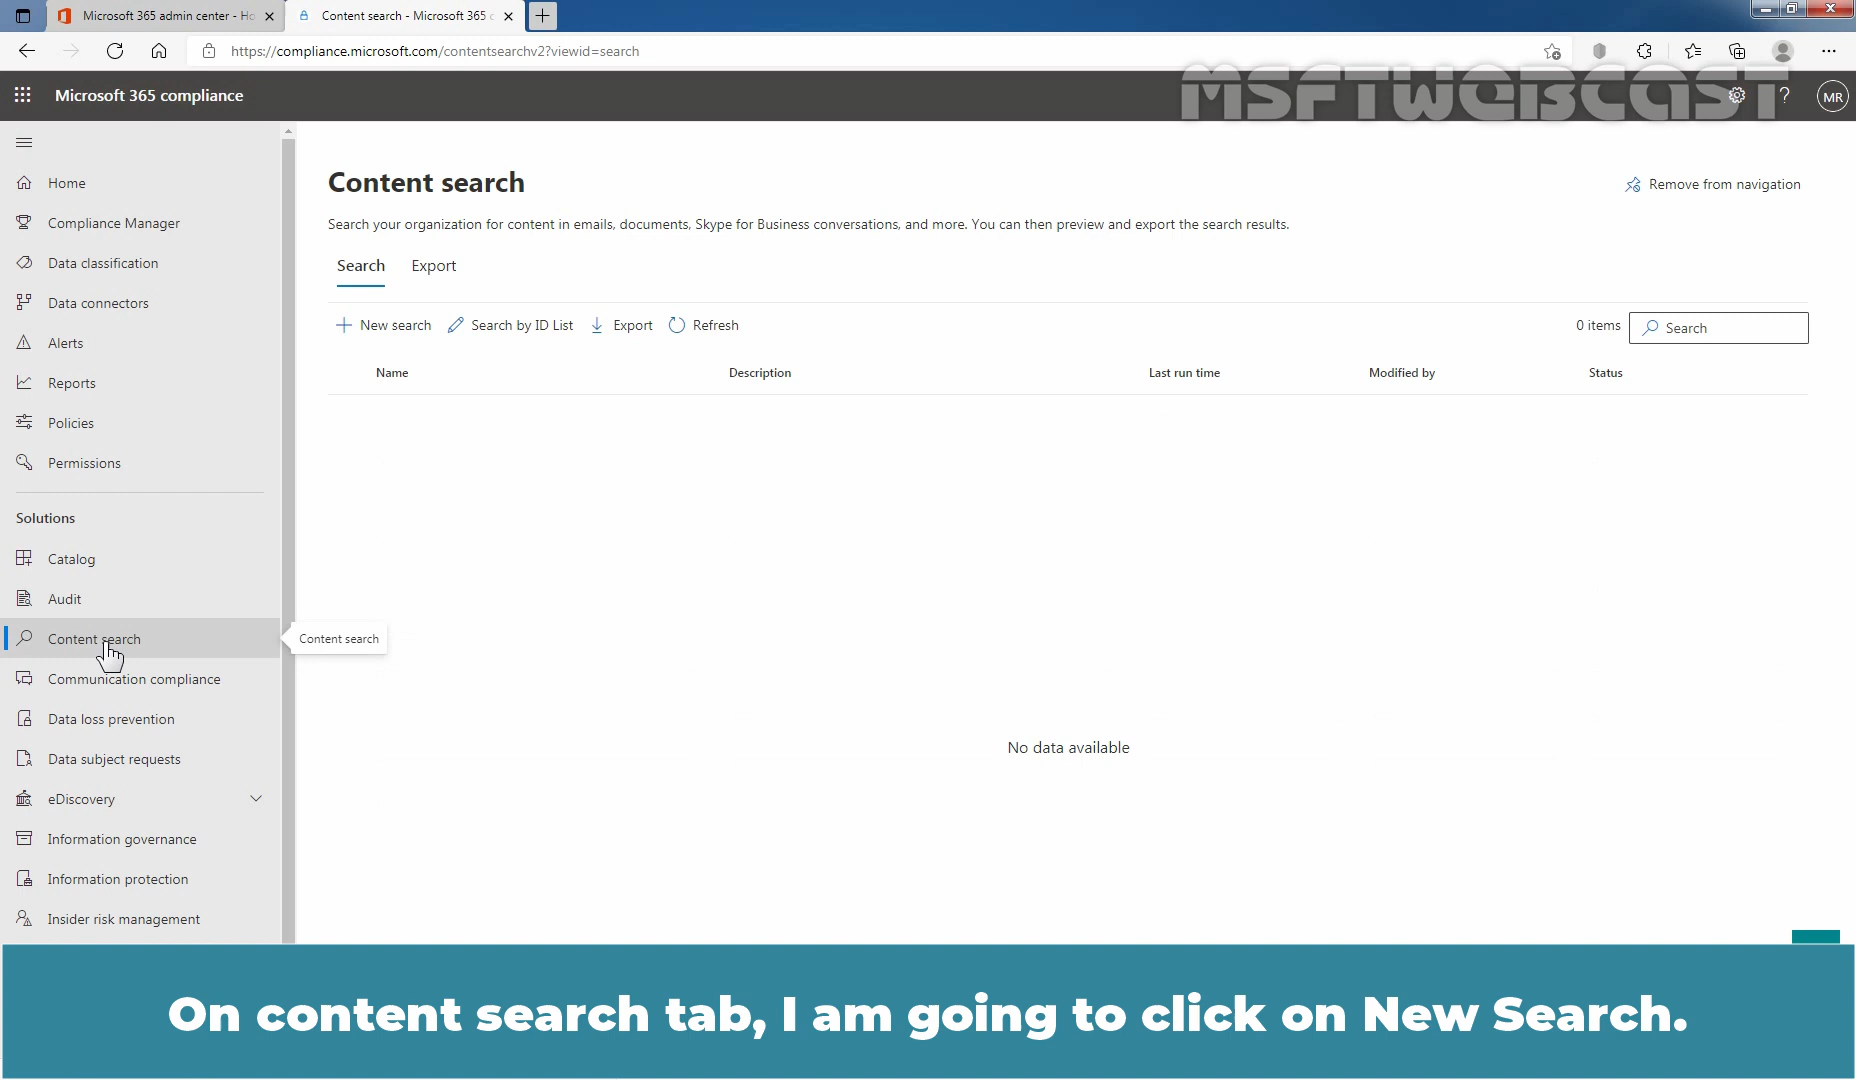 Microsoft 365 admin center - Ho
Content search - Microsoft 365 c
https://compliance.microsoft.com/contentsearchv2?viewid=search
Microsoft 365 compliance
MSFTWEBCAST
? MR
Home
Compliance Manager
Data classification
Data connectors
Alerts
Reports
Policies
Permissions
Solutions
Catalog
Audit
Content search
Communication compliance
Data loss prevention
Data subject requests
eDiscovery
Information governance
Information protection
Insider risk management
Content search
Content search
Remove from navigation
Search your organization for content in emails, documents, Skype for Business conversations, and more. You can then preview and export the search results.
Search Export
New search Search by ID List Export Refresh 0 items Search
Name Description Last run time Modified by Status
No data available
On content search tab, I am going to click on New Search.